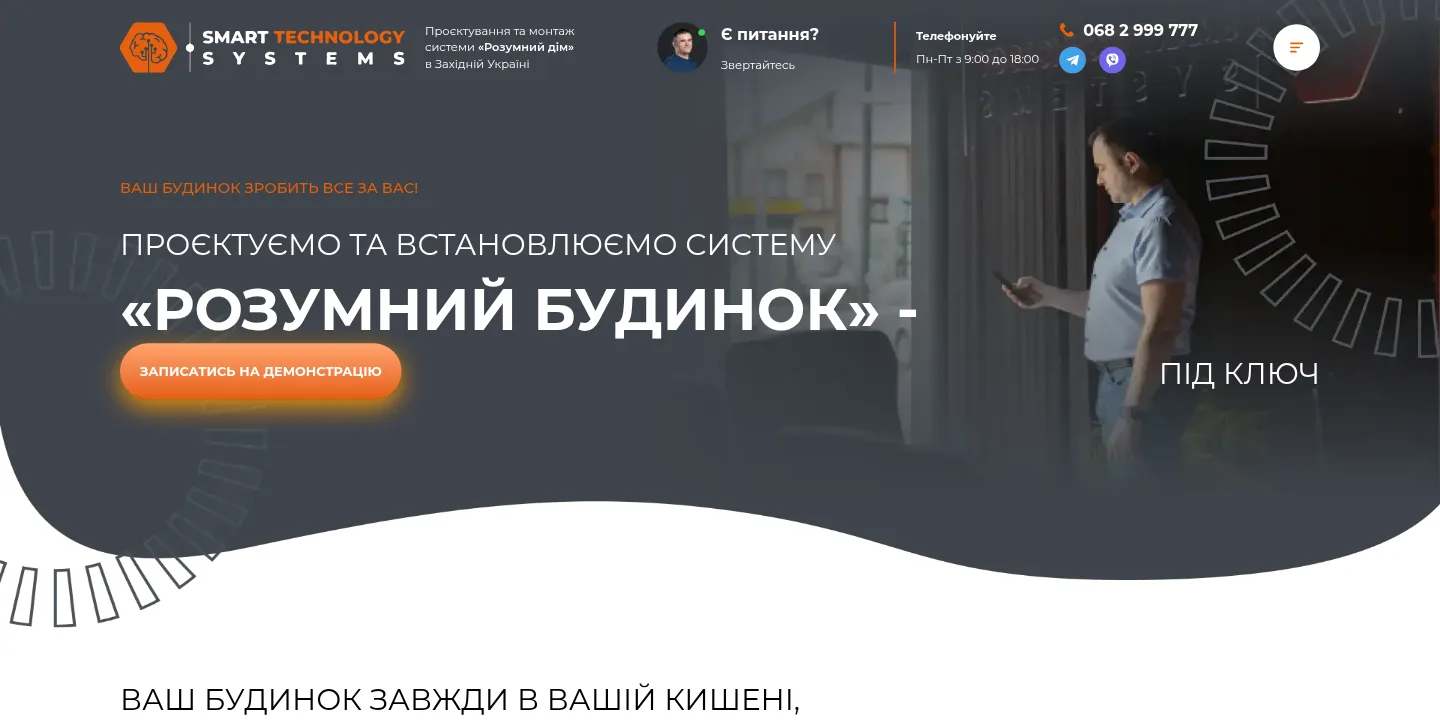 SMART TECHNOLOGY
SYSTEMS
Проєктування та монтаж
системи «Розумний дім»
в Західній Україні
Є питання?
Звертайтесь
Телефонуйте
Пн-Пт з 9:00 до 18:00
068 2 999 777
S Y S T E M S
ВАШ БУДИНОК ЗРОБИТЬ ВСЕ ЗА ВАС!
ПРОЄКТУЄМО ТА ВСТАНОВЛЮЄМО СИСТЕМУ
«РОЗУМНИЙ БУДИНОК» -
ПІД КЛЮЧ
ЗАПИСАТИСЬ НА ДЕМОНСТРАЦІЮ
ВАШ БУДИНОК ЗАВЖДИ В ВАШІЙ КИШЕНІ,